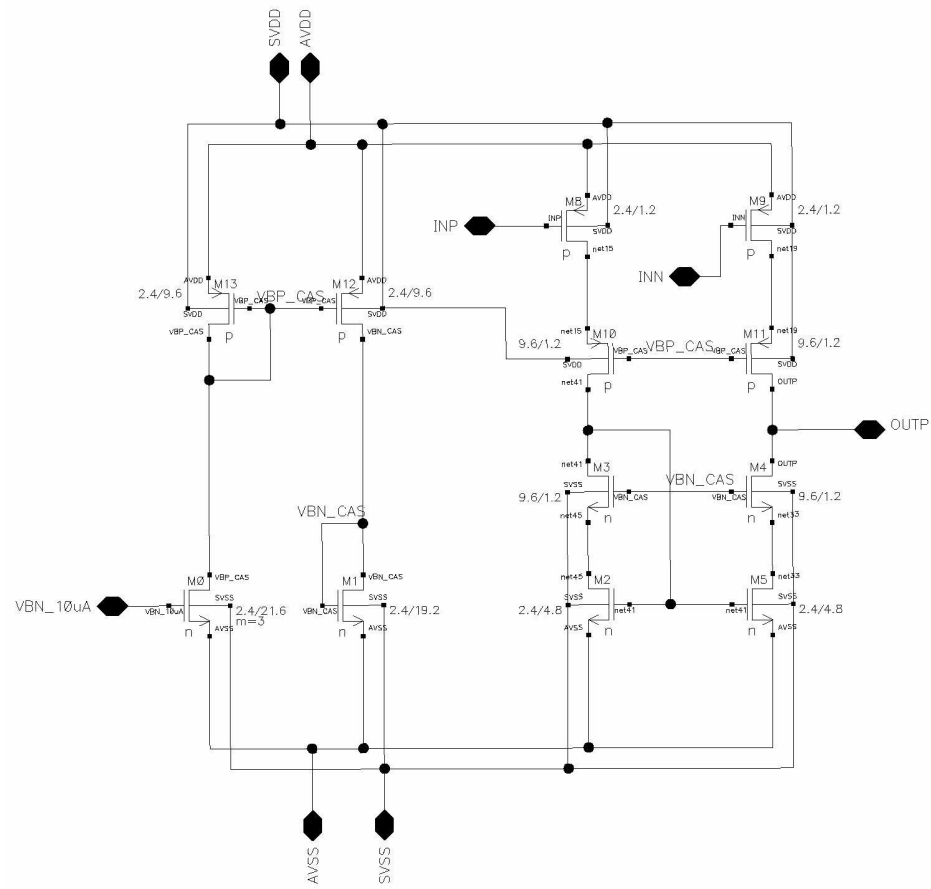 SVDD
AVDD
M8
AVDD
2.4/1.2
INP
INP
SVDD
net15
p
M9
AVDD
2.4/1.2
INN
INN
SVDD
net19
p
AVDD
M13
2.4/9.6
VBP_CAS
SVDD
VBP_CAS
p
VBP_CAS
AVDD
M12
2.4/9.6
VBP_CAS
SVDD
VBN_CAS
p
net15
M10
9.6/1.2
VBP_CAS
SVDD
net41
p
VBP_CAS
net19
M11
9.6/1.2
VBP_CAS
SVDD
OUTP
p
OUTP
net41
M3
SVSS
9.6/1.2
VBN_CAS
n
net45
VBN_CAS
OUTP
M4
SVSS
9.6/1.2
VBN_CAS
n
net33
VBN_CAS
M0
VBP_CAS
VBN_10uA
VBN_10uA
SVSS
2.4/21.6
m=3
n
AVSS
M1
VBN_CAS
VBN_CAS
SVSS
2.4/19.2
n
AVSS
net45
M2
SVSS
2.4/4.8
net41
n
AVSS
net33
M5
SVSS
2.4/4.8
net41
n
AVSS
AVSS
SVSS